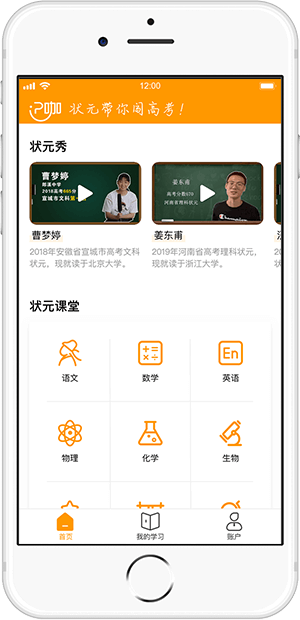 12:00
iP咖 状元带你闯高考！
状元秀
曹梦婷
郎溪中学
2018高考665分
宣城市文科第一
姜东甫
高考分数678
河南省理科状元
Champion
曹梦婷
姜东甫
2018年安徽省宣城市高考文科
状元，现就读于北京大学。
2019年河南省高考理科状元，
现就读于浙江大学。
状元课堂
语文
数学
En
英语
物理
化学
生物
首页
我的学习
账户